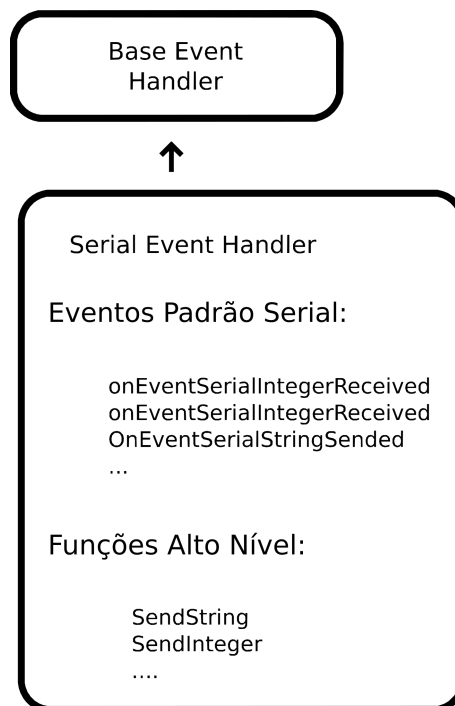 Base Event
Handler
Serial Event Handler
Eventos Padrão Serial:
onEventSerialIntegerReceived
onEventSerialIntegerReceived
OnEventSerialStringSended
...
Funções Alto Nível:
SendString
SendInteger
....